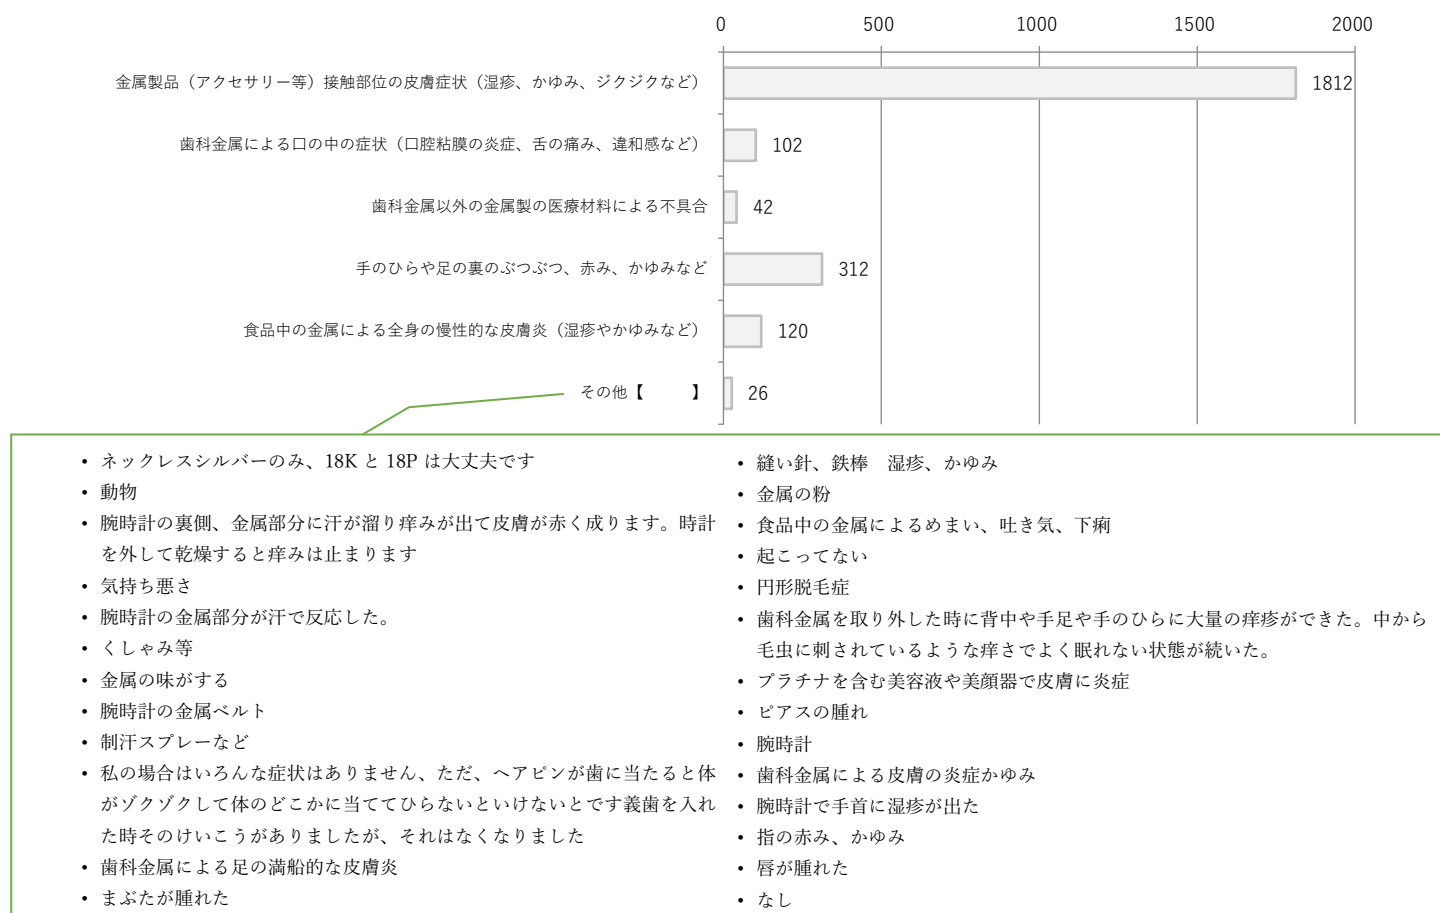 0 500 1000 1500 2000
金属製品（アクセサリー等）接触部位の皮膚症状（湿疹、かゆみ、ジクジクなど） 1812
歯科金属による口の中の症状（口腔粘膜の炎症、舌の痛み、違和感など） 102
歯科金属以外の金属製の医療材料による不具合 42
手のひらや足の裏のぶつぶつ、赤み、かゆみなど 312
食品中の金属による全身の慢性的な皮膚炎（湿疹やかゆみなど） 120
その他【　　　】 26
• ネックレスシルバーのみ、18K と 18P は大丈夫です
• 動物
• 腕時計の裏側、金属部分に汗が溜り痒みが出て皮膚が赤く成ります。時計
を外して乾燥すると痒みは止まります
• 気持ち悪さ
• 腕時計の金属部分が汗で反応した。
• くしゃみ等
• 金属の味がする
• 腕時計の金属ベルト
• 制汗スプレーなど
• 私の場合はいろんな症状はありません、ただ、ヘアピンが歯に当たると体
がゾクゾクして体のどこかに当ててひらないといけないとです義歯を入れ
た時そのけいこうがありましたが、それはなくなりました
• 歯科金属による足の満船的な皮膚炎
• まぶたが腫れた
• 縫い針、鉄棒　湿疹、かゆみ
• 金属の粉
• 食品中の金属によるめまい、吐き気、下痢
• 起こってない
• 円形脱毛症
• 歯科金属を取り外した時に背中や手足や手のひらに大量の痒疹ができた。中から
毛虫に刺されているような痒さでよく眠れない状態が続いた。
• プラチナを含む美容液や美顔器で皮膚に炎症
• ピアスの腫れ
• 腕時計
• 歯科金属による皮膚の炎症かゆみ
• 腕時計で手首に湿疹が出た
• 指の赤み、かゆみ
• 唇が腫れた
• なし